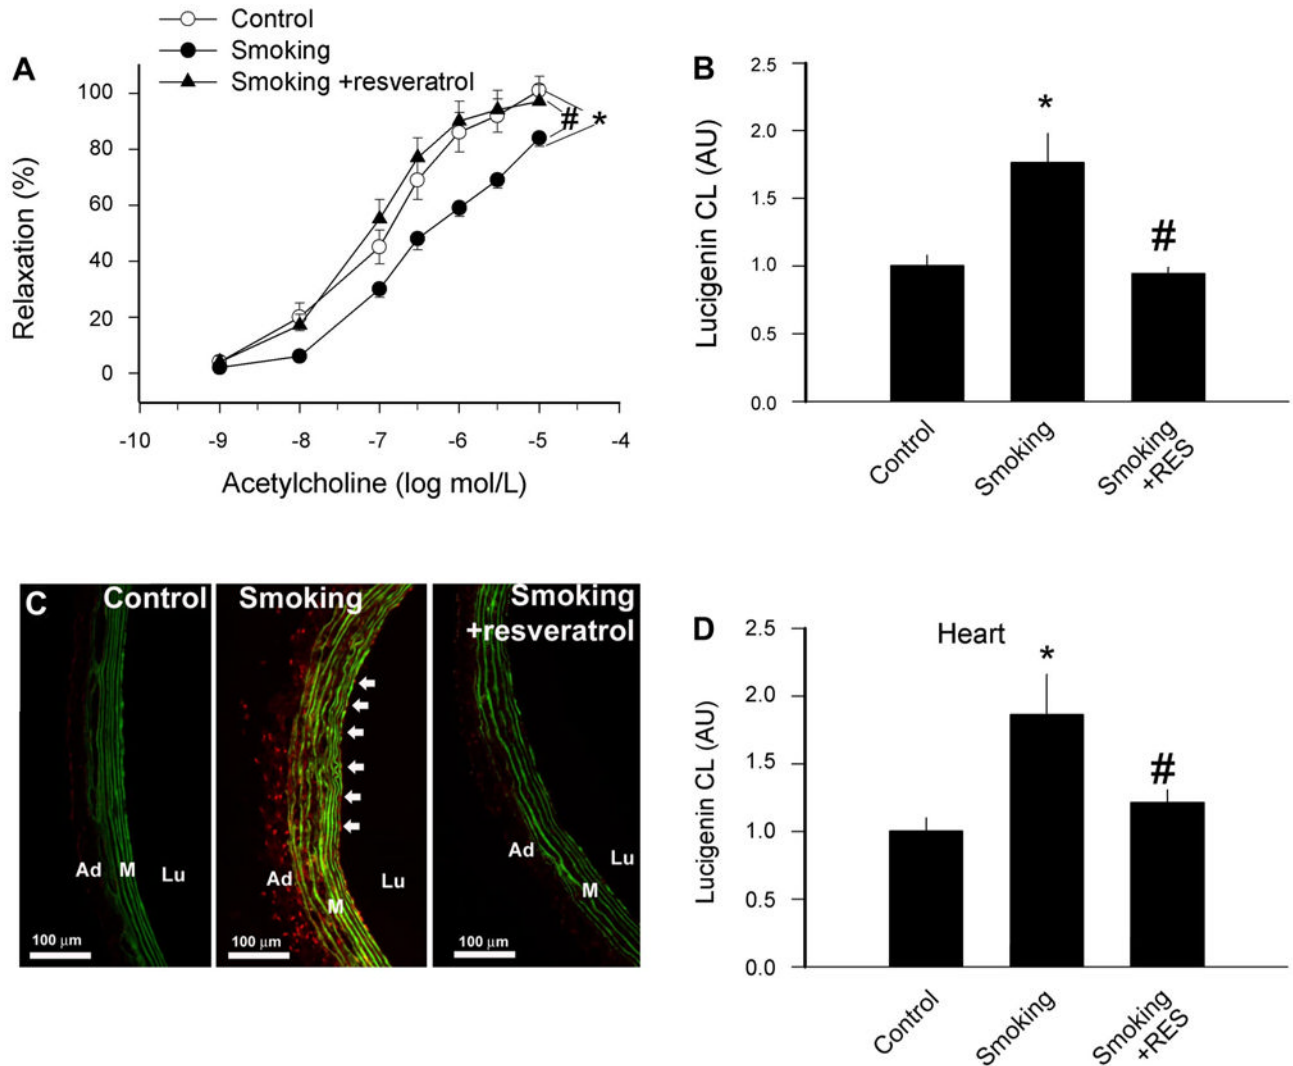 Control
Smoking
Smoking +resveratrol
A
100
80
60
40
20
0
Relaxation (%)
-10 -9 -8 -7 -6 -5 -4
Acetylcholine (log mol/L)
# *
B
2.5
2.0
1.5
1.0
0.5
0.0
Lucigenin CL (AU)
*
#
Control
Smoking
Smoking
+RES
C
Control
Ad M Lu
100 µm
Smoking
Ad
M
Lu
100 µm
Smoking
+resveratrol
Ad
M
Lu
100 µm
D
Heart
2.5
2.0
1.5
1.0
0.5
0.0
Lucigenin CL (AU)
*
#
Control
Smoking
Smoking
+RES